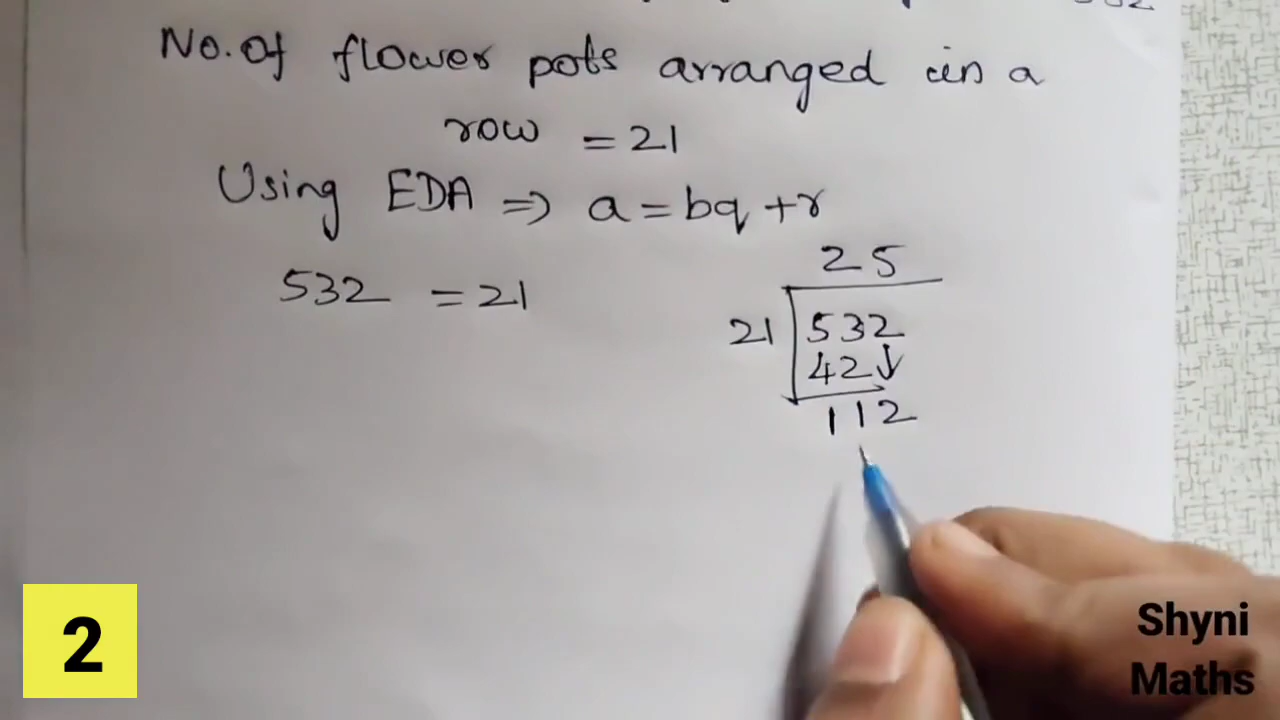 No. Of flower pots arranged in a
row = 21
Using EDA ⇒ a = bq + r
25
532 = 21
21 532
42↓
112
2
Shyni
Maths